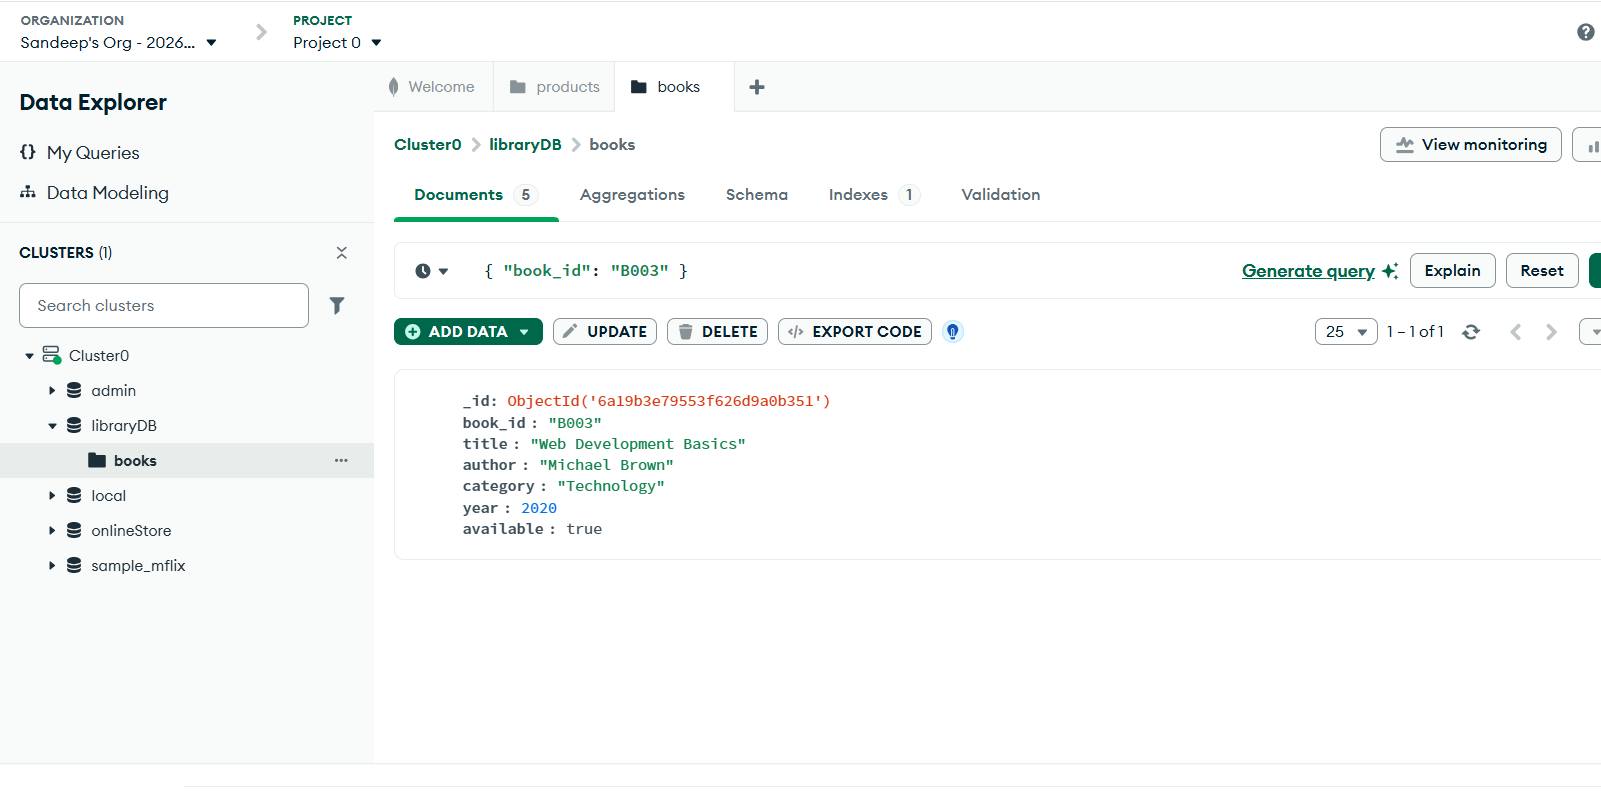 ORGANIZATION
Sandeep's Org - 2026...
PROJECT
Project 0
Data Explorer
My Queries
Data Modeling
CLUSTERS (1)
Search clusters
Cluster0
admin
libraryDB
books
local
onlineStore
sample_mflix
Welcome
products
books
Cluster0 > libraryDB > books
View monitoring
Documents 5
Aggregations
Schema
Indexes 1
Validation
{ "book_id": "B003" }
Generate query
Explain
Reset
ADD DATA
UPDATE
DELETE
EXPORT CODE
25
1 – 1 of 1
_id: ObjectId('6a19b3e79553f626d9a0b351')
book_id : "B003"
title : "Web Development Basics"
author : "Michael Brown"
category : "Technology"
year : 2020
available : true